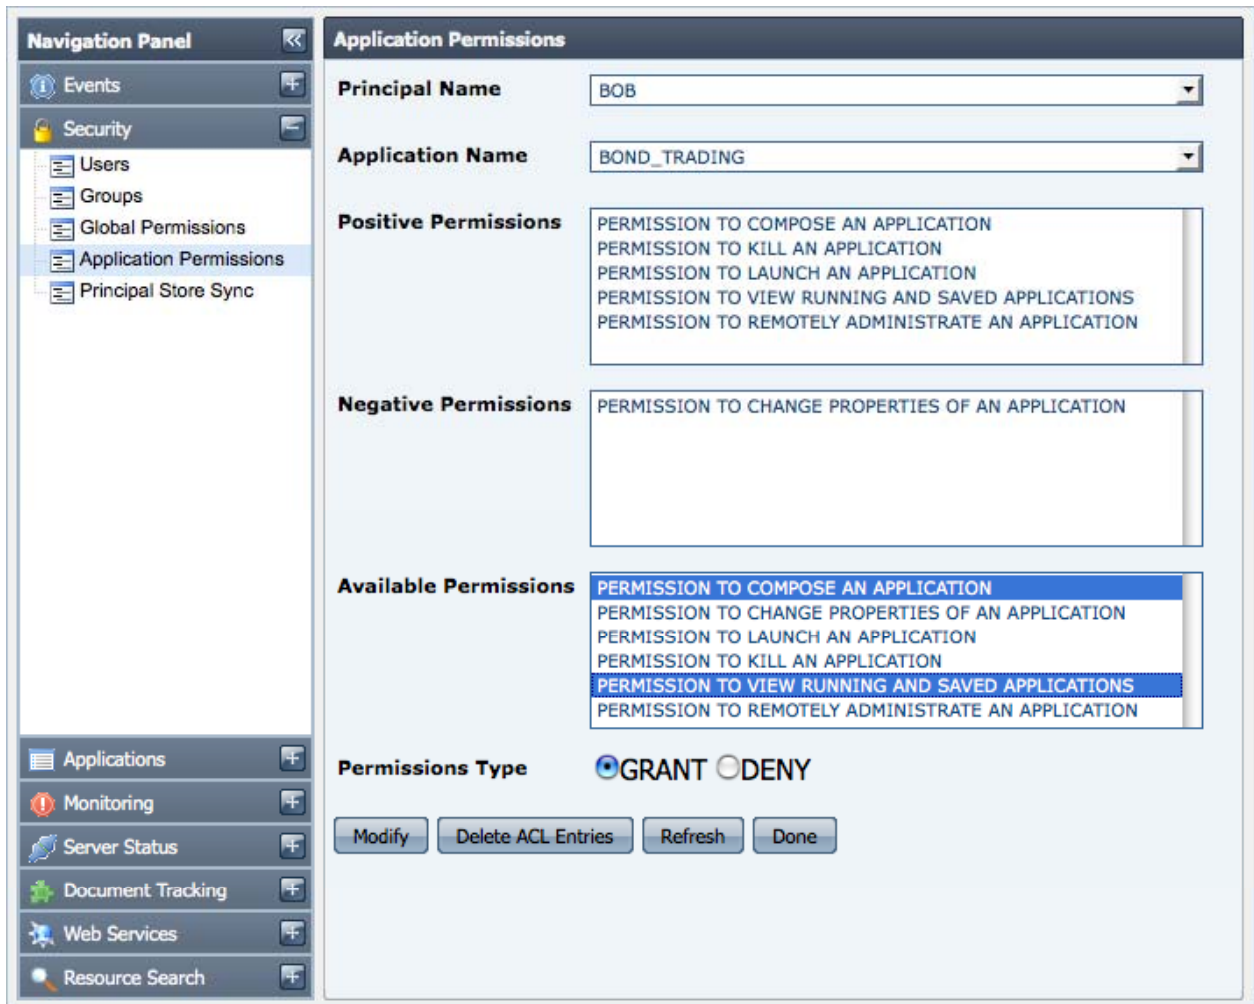 Navigation Panel
Events
Security
Users
Groups
Global Permissions
Application Permissions
Principal Store Sync
Applications
Monitoring
Server Status
Document Tracking
Web Services
Resource Search
Application Permissions
Principal Name BOB
Application Name BOND_TRADING
Positive Permissions
PERMISSION TO COMPOSE AN APPLICATION
PERMISSION TO KILL AN APPLICATION
PERMISSION TO LAUNCH AN APPLICATION
PERMISSION TO VIEW RUNNING AND SAVED APPLICATIONS
PERMISSION TO REMOTELY ADMINISTRATE AN APPLICATION
Negative Permissions
PERMISSION TO CHANGE PROPERTIES OF AN APPLICATION
Available Permissions
PERMISSION TO COMPOSE AN APPLICATION
PERMISSION TO CHANGE PROPERTIES OF AN APPLICATION
PERMISSION TO LAUNCH AN APPLICATION
PERMISSION TO KILL AN APPLICATION
PERMISSION TO VIEW RUNNING AND SAVED APPLICATIONS
PERMISSION TO REMOTELY ADMINISTRATE AN APPLICATION
Permissions Type GRANT DENY
Modify Delete ACL Entries Refresh Done